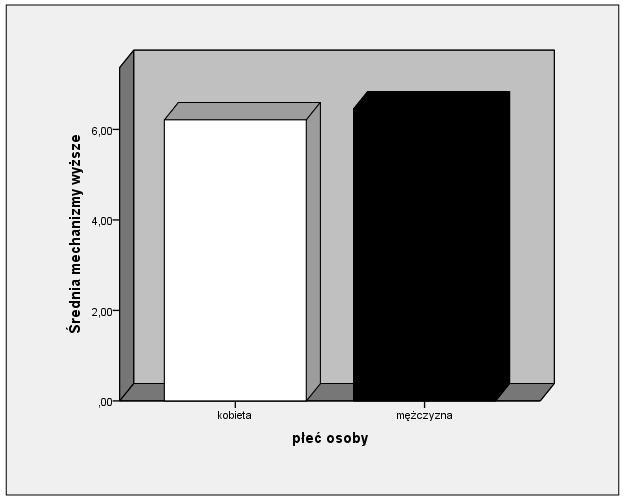 Średnia mechanizmy wyższe
6,00
4,00
2,00
,00
kobieta
mężczyzna
płeć osoby